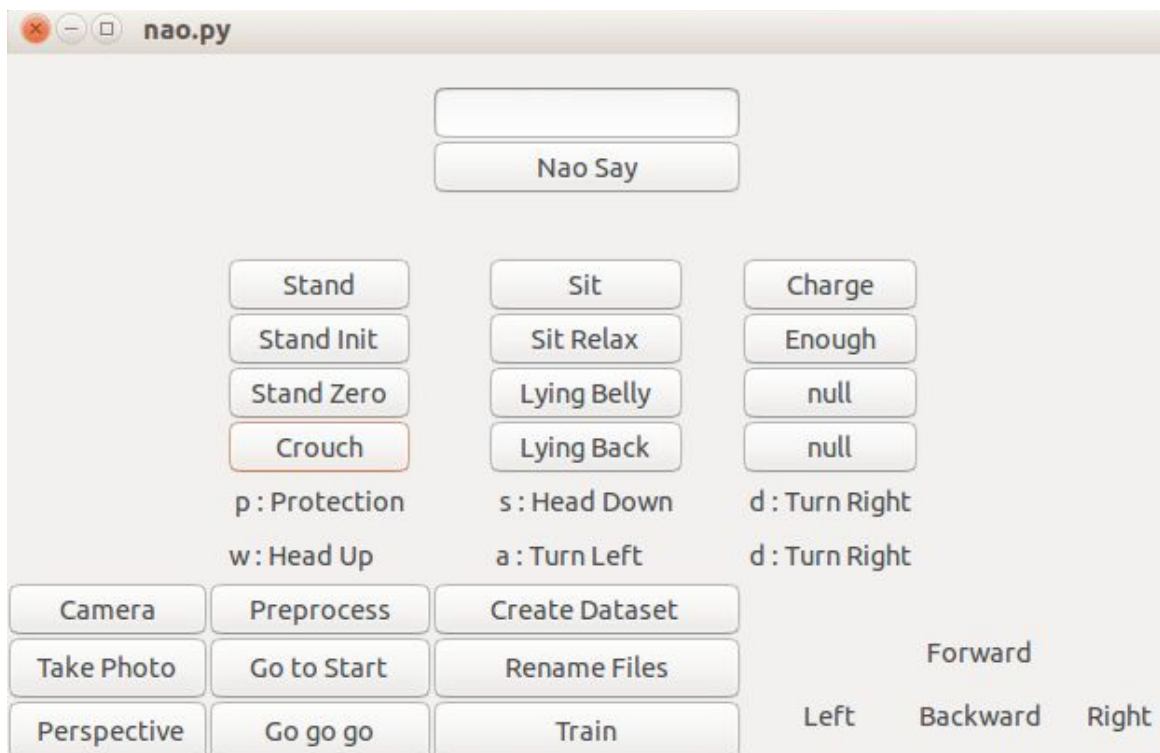 nao.py
Nao Say
Stand Sit Charge
Stand Init Sit Relax Enough
Stand Zero Lying Belly null
Crouch Lying Back null
p : Protection s : Head Down d : Turn Right
w : Head Up a : Turn Left d : Turn Right
Camera Preprocess Create Dataset
Take Photo Go to Start Rename Files Forward
Perspective Go go go Train Left Backward Right